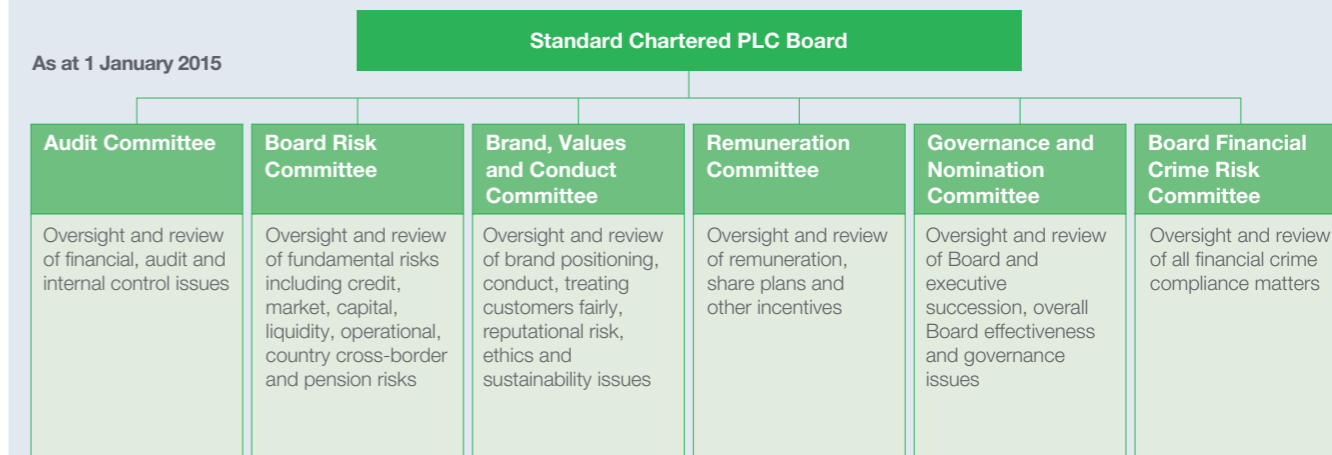 Standard Chartered PLC Board
As at 1 January 2015
Audit Committee
Oversight and review
of financial, audit and
internal control issues
Board Risk
Committee
Oversight and review
of fundamental risks
including credit,
market, capital,
liquidity, operational,
country cross-border
and pension risks
Brand, Values
and Conduct
Committee
Oversight and review
of brand positioning,
conduct, treating
customers fairly,
reputational risk,
ethics and
sustainability issues
Remuneration
Committee
Oversight and review
of remuneration,
share plans and
other incentives
Governance and
Nomination
Committee
Oversight and review
of Board and
executive
succession, overall
Board effectiveness
and governance
issues
Board Financial
Crime Risk
Committee
Oversight and review
of all financial crime
compliance matters